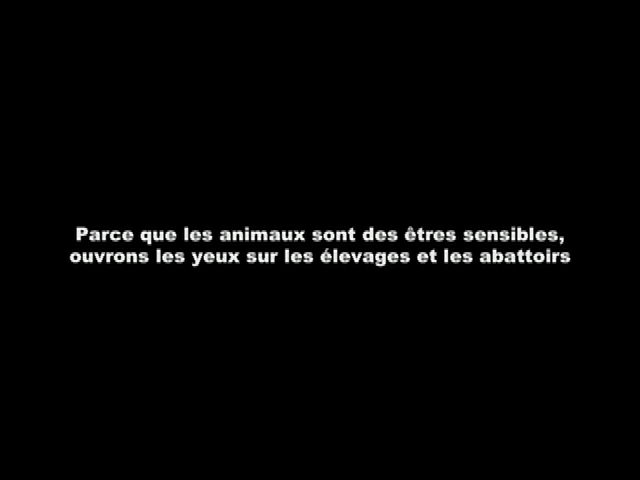 Parce que les animaux sont des êtres sensibles,
ouvrons les yeux sur les élevages et les abattoirs